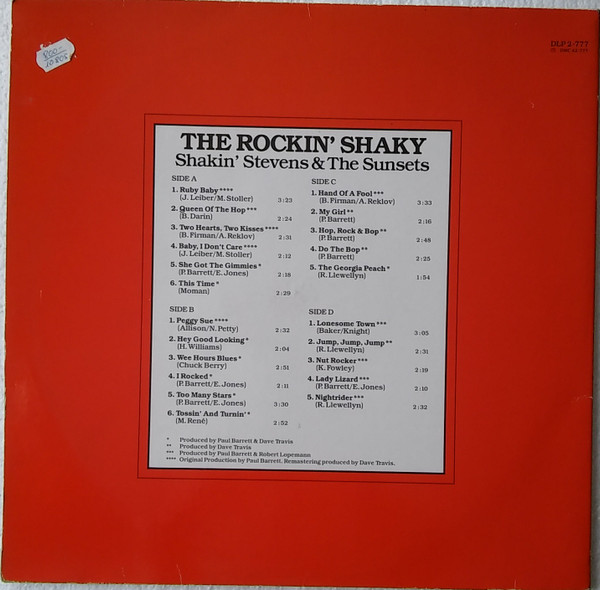 800-
10805
DLP 2/777
THE ROCKIN' SHAKY
Shakin' Stevens & The Sunsets
SIDE A
1. Ruby Baby****
(J. Leiber/M. Stoller) 3:23
2. Queen Of The Hop***
(B. Darin) 2:24
3. Two Hearts, Two Kisses****
(B. Firman/A. Reklov) 2:31
4. Baby, I Don't Care****
(J. Leiber/M. Stoller) 2:12
5. She Got The Gimmies*
(P. Barrett/E. Jones) 2:18
6. This Time*
(Moman) 2:29
SIDE B
1. Peggy Sue****
(Allison/N. Petty) 2:32
2. Hey Good Looking*
(H. Williams) 2:04
3. Wee Hours Blues*
(Chuck Berry) 2:51
4. I Rocked*
(P. Barrett/E. Jones) 2:11
5. Too Many Stars*
(P. Barrett/E. Jones) 3:30
6. Tossin' And Turnin'*
(M. René) 2:52
SIDE C
1. Hand Of A Fool***
(B. Firman/A. Reklov) 3:33
2. My Girl**
(P. Barrett) 2:16
3. Hop, Rock & Bop**
(P. Barrett) 2:48
4. Do The Bop**
(P. Barrett) 2:25
5. The Georgia Peach*
(R. Llewellyn) 1:54
SIDE D
1. Lonesome Town***
(Baker/Knight) 3:05
2. Jump, Jump, Jump**
(R. Llewellyn) 2:31
3. Nut Rocker***
(K. Fowley) 2:19
4. Lady Lizard***
(P. Barrett/E. Jones) 2:10
5. Nightrider***
(R. Llewellyn) 2:32
* Produced by Paul Barrett & Dave Travis
** Produced by Dave Travis
*** Produced by Paul Barrett & Robert Lopemann
**** Original Production by Paul Barrett. Remastering produced by Dave Travis.